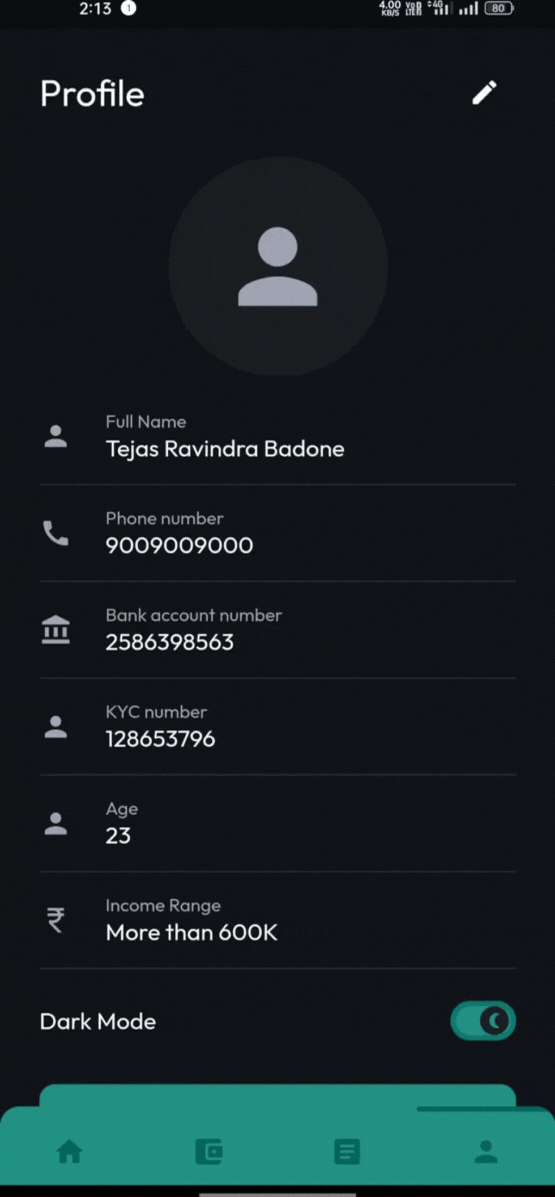 2:13 1 4.00 KB/S Vo LTE 4G 80
Profile
Full Name
Tejas Ravindra Badone
Phone number
9009009000
Bank account number
2586398563
KYC number
128653796
Age
23
₹ Income Range
More than 600K
Dark Mode